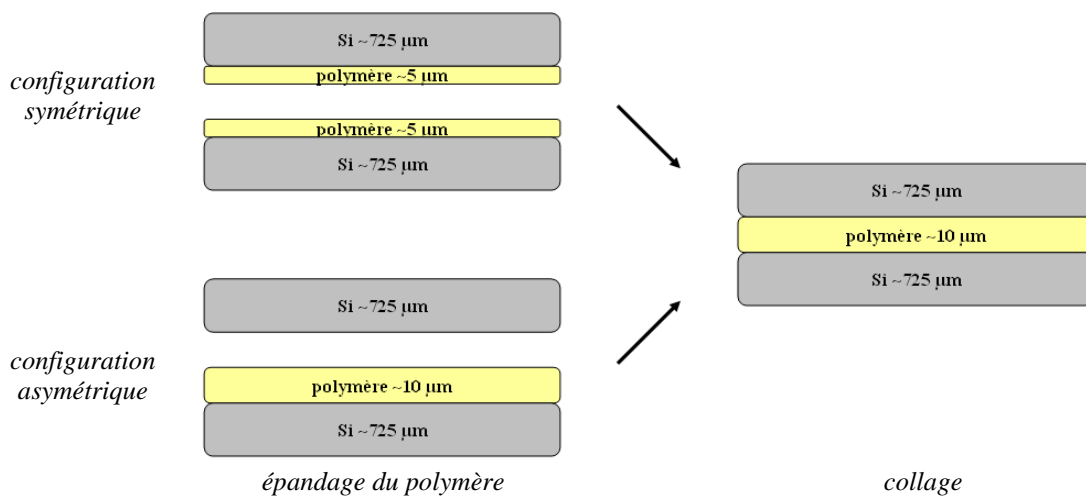 Si ~725 µm
configuration
symétrique
polymère ~5 µm
polymère ~5 µm
Si ~725 µm
Si ~725 µm
polymère ~10 µm
Si ~725 µm
Si ~725 µm
configuration
asymétrique
polymère ~10 µm
Si ~725 µm
épandage du polymère
collage